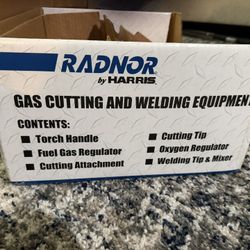 RADNOR
by HARRIS
GAS CUTTING AND WELDING EQUIPMENT
CONTENTS:
Torch Handle
Fuel Gas Regulator
Cutting Attachment
Cutting Tip
Oxygen Regulator
Welding Tip & Mixer